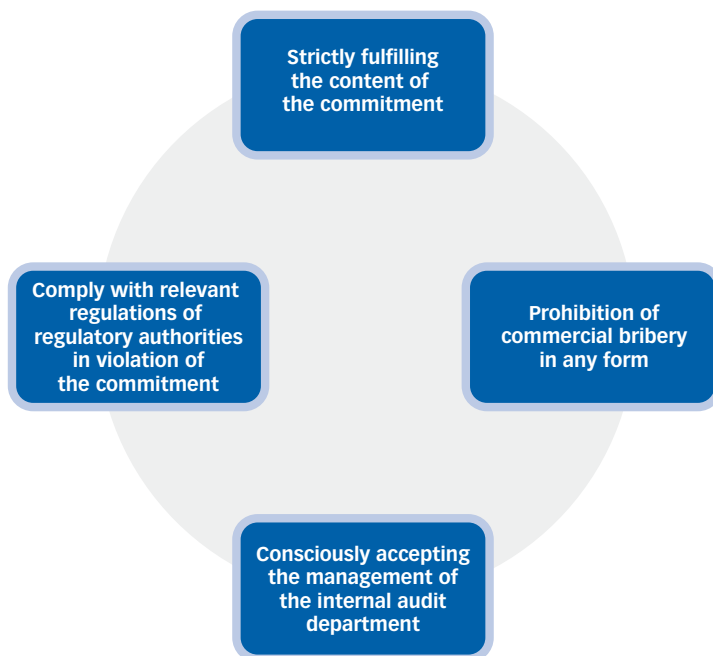 Strictly fulfilling
the content of
the commitment
Comply with relevant
regulations of
regulatory authorities
in violation of
the commitment
Prohibition of
commercial bribery
in any form
Consciously accepting
the management of
the internal audit
department